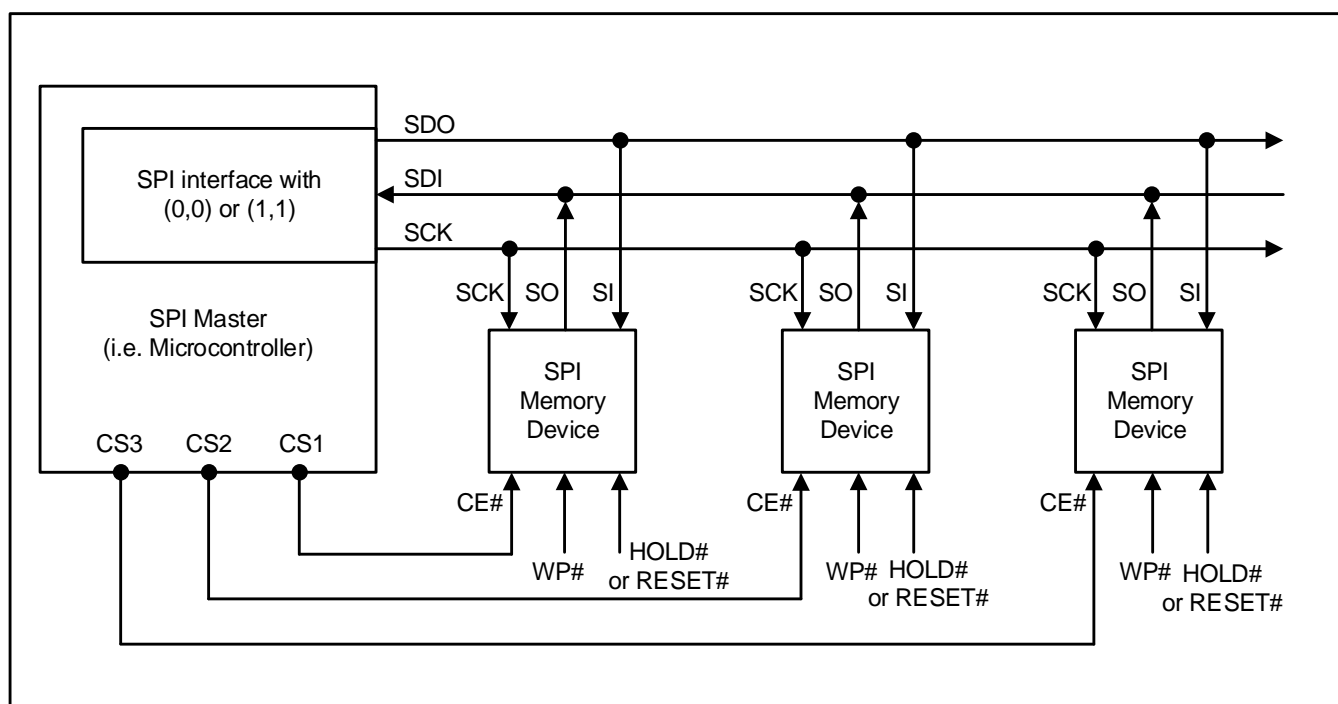 SDO
SPI interface with
(0,0) or (1,1)
SDI
SCK
SPI Master
(i.e. Microcontroller)
CS3 CS2 CS1
SCK SO SI
SPI
Memory
Device
CE#
WP#
HOLD#
or RESET#
SCK SO SI
SPI
Memory
Device
CE#
WP#
HOLD#
or RESET#
SCK SO SI
SPI
Memory
Device
CE#
WP#
HOLD#
or RESET#